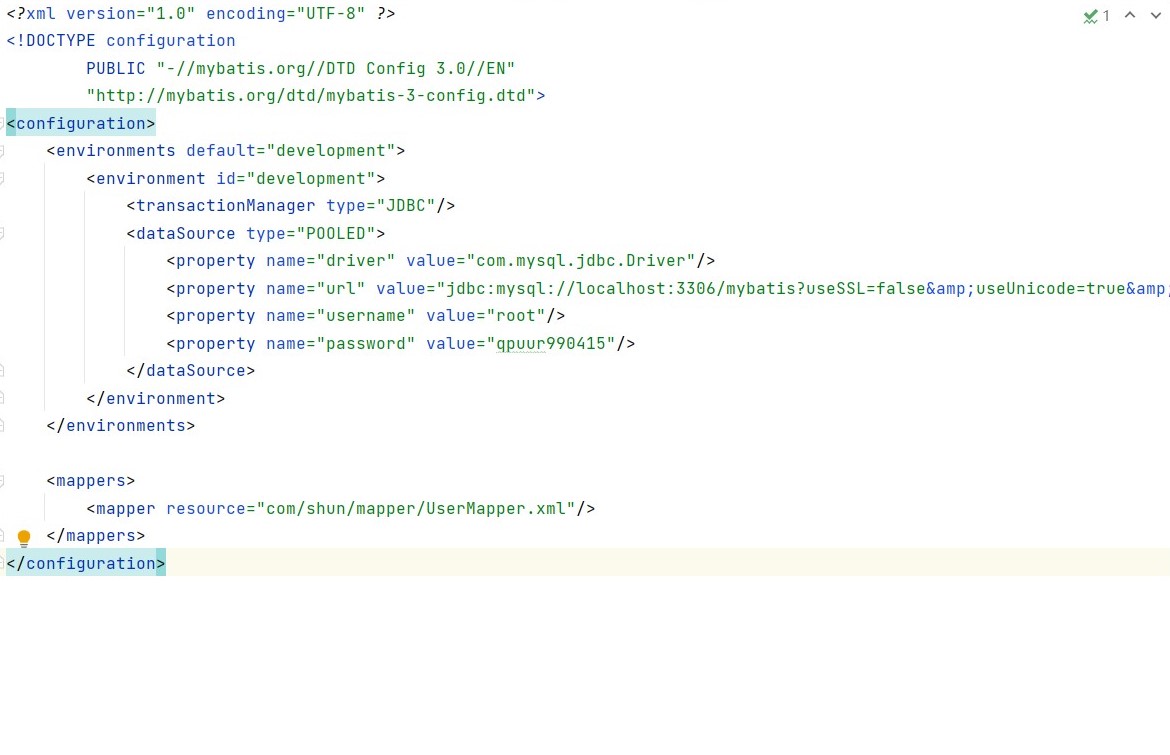 <?xml version="1.0" encoding="UTF-8" ?>
1
<!DOCTYPE configuration
        PUBLIC "-//mybatis.org//DTD Config 3.0//EN"
        "http://mybatis.org/dtd/mybatis-3-config.dtd">
<configuration>
    <environments default="development">
        <environment id="development">
            <transactionManager type="JDBC"/>
            <dataSource type="POOLED">
                <property name="driver" value="com.mysql.jdbc.Driver"/>
                <property name="url" value="jdbc:mysql://localhost:3306/mybatis?useSSL=false&amp;useUnicode=true&amp;
                <property name="username" value="root"/>
                <property name="password" value="qpuur990415"/>
            </dataSource>
        </environment>
    </environments>

    <mappers>
        <mapper resource="com/shun/mapper/UserMapper.xml"/>
    </mappers>
</configuration>